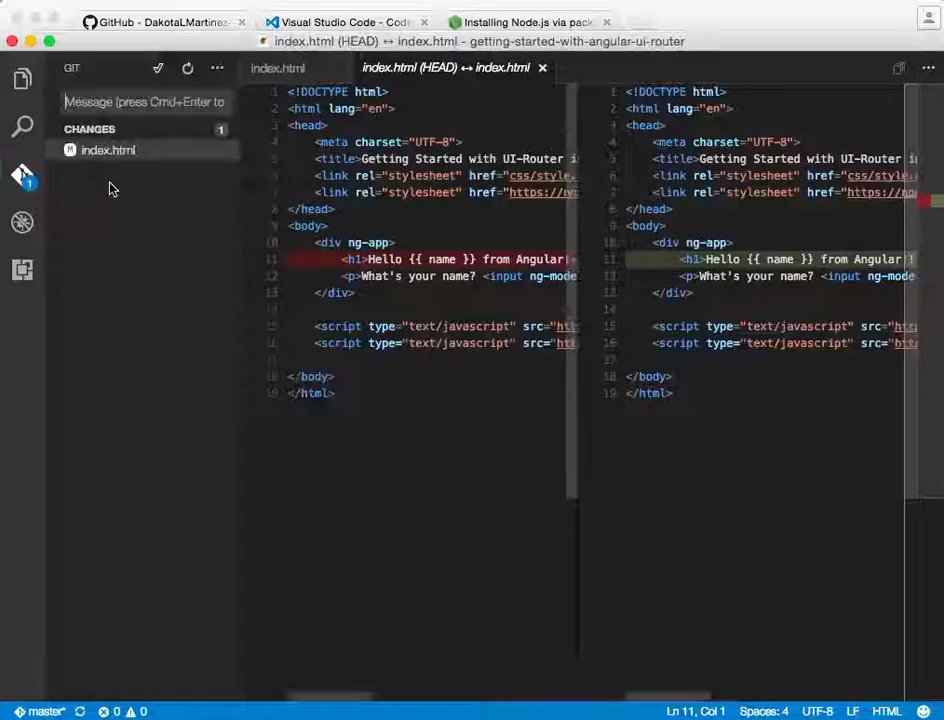 GitHub - DakotaLMartinez
Visual Studio Code - Code
Installing Node.js via pack
index.html (HEAD) ↔ index.html - getting-started-with-angular-ui-router
GIT
index.html
index.html (HEAD) ↔ index.html
Message (press Cmd+Enter to
CHANGES
1
M index.html
1
1 <!DOCTYPE html>
2 <html lang="en">
3 <head>
4 <meta charset="UTF-8">
5 <title>Getting Started with UI-Router i
6 <link rel="stylesheet" href="css/style.
7 <link rel="stylesheet" href="https://
8 </head>
9 <body>
10 <div ng-app>
11 <h1>Hello {{ name }} from Angular
12 <p>What's your name? <input ng-mode
13 </div>
14
15 <script type="text/javascript" src="htt
16 <script type="text/javascript" src="ht
17
18 </body>
19 </html>
1 <!DOCTYPE html>
2 <html lang="en">
3 <head>
4 <meta charset="UTF-8">
5 <title>Getting Started with UI-Router i
6 <link rel="stylesheet" href="css/style.
7 <link rel="stylesheet" href="https://
8 </head>
9 <body>
10 <div ng-app>
11 <h1>Hello {{ name }} from Angular!
12 <p>What's your name? <input ng-mode
13 </div>
14
15 <script type="text/javascript" src="htt
16 <script type="text/javascript" src="htt
17
18 </body>
19 </html>
master* 0 0
Ln 11, Col 1 Spaces: 4 UTF-8 LF HTML